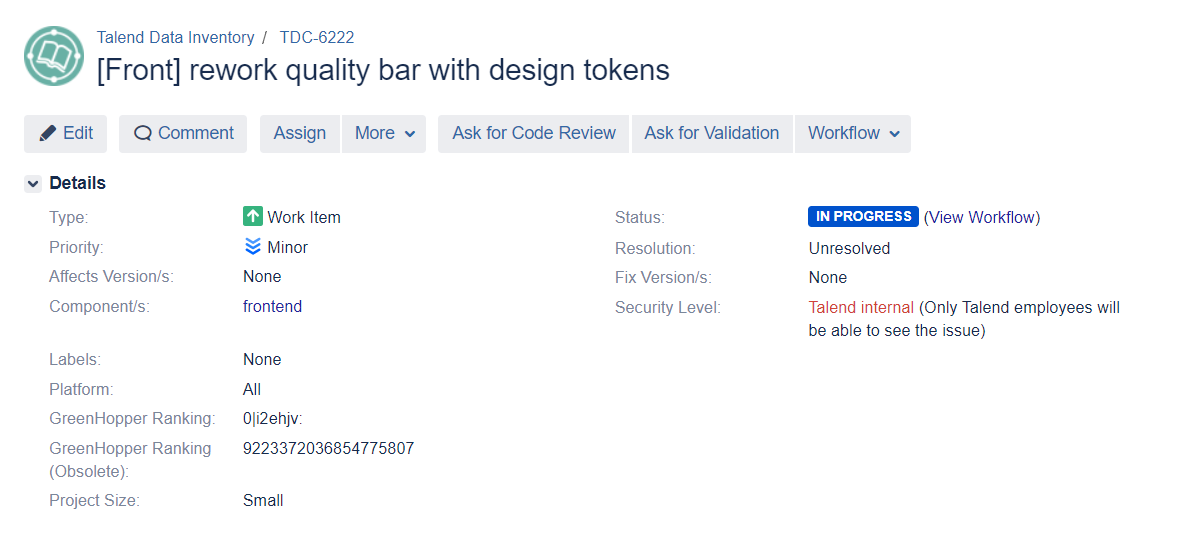 Talend Data Inventory / TDC-6222
[Front] rework quality bar with design tokens
Edit Comment Assign More Ask for Code Review Ask for Validation Workflow
Details
Type: Work Item
Priority: Minor
Affects Version/s: None
Component/s: frontend
Labels: None
Platform: All
GreenHopper Ranking: 0|i2ehjv:
GreenHopper Ranking 9223372036854775807
(Obsolete):
Project Size: Small
Status: IN PROGRESS (View Workflow)
Resolution: Unresolved
Fix Version/s: None
Security Level: Talend internal (Only Talend employees will
be able to see the issue)